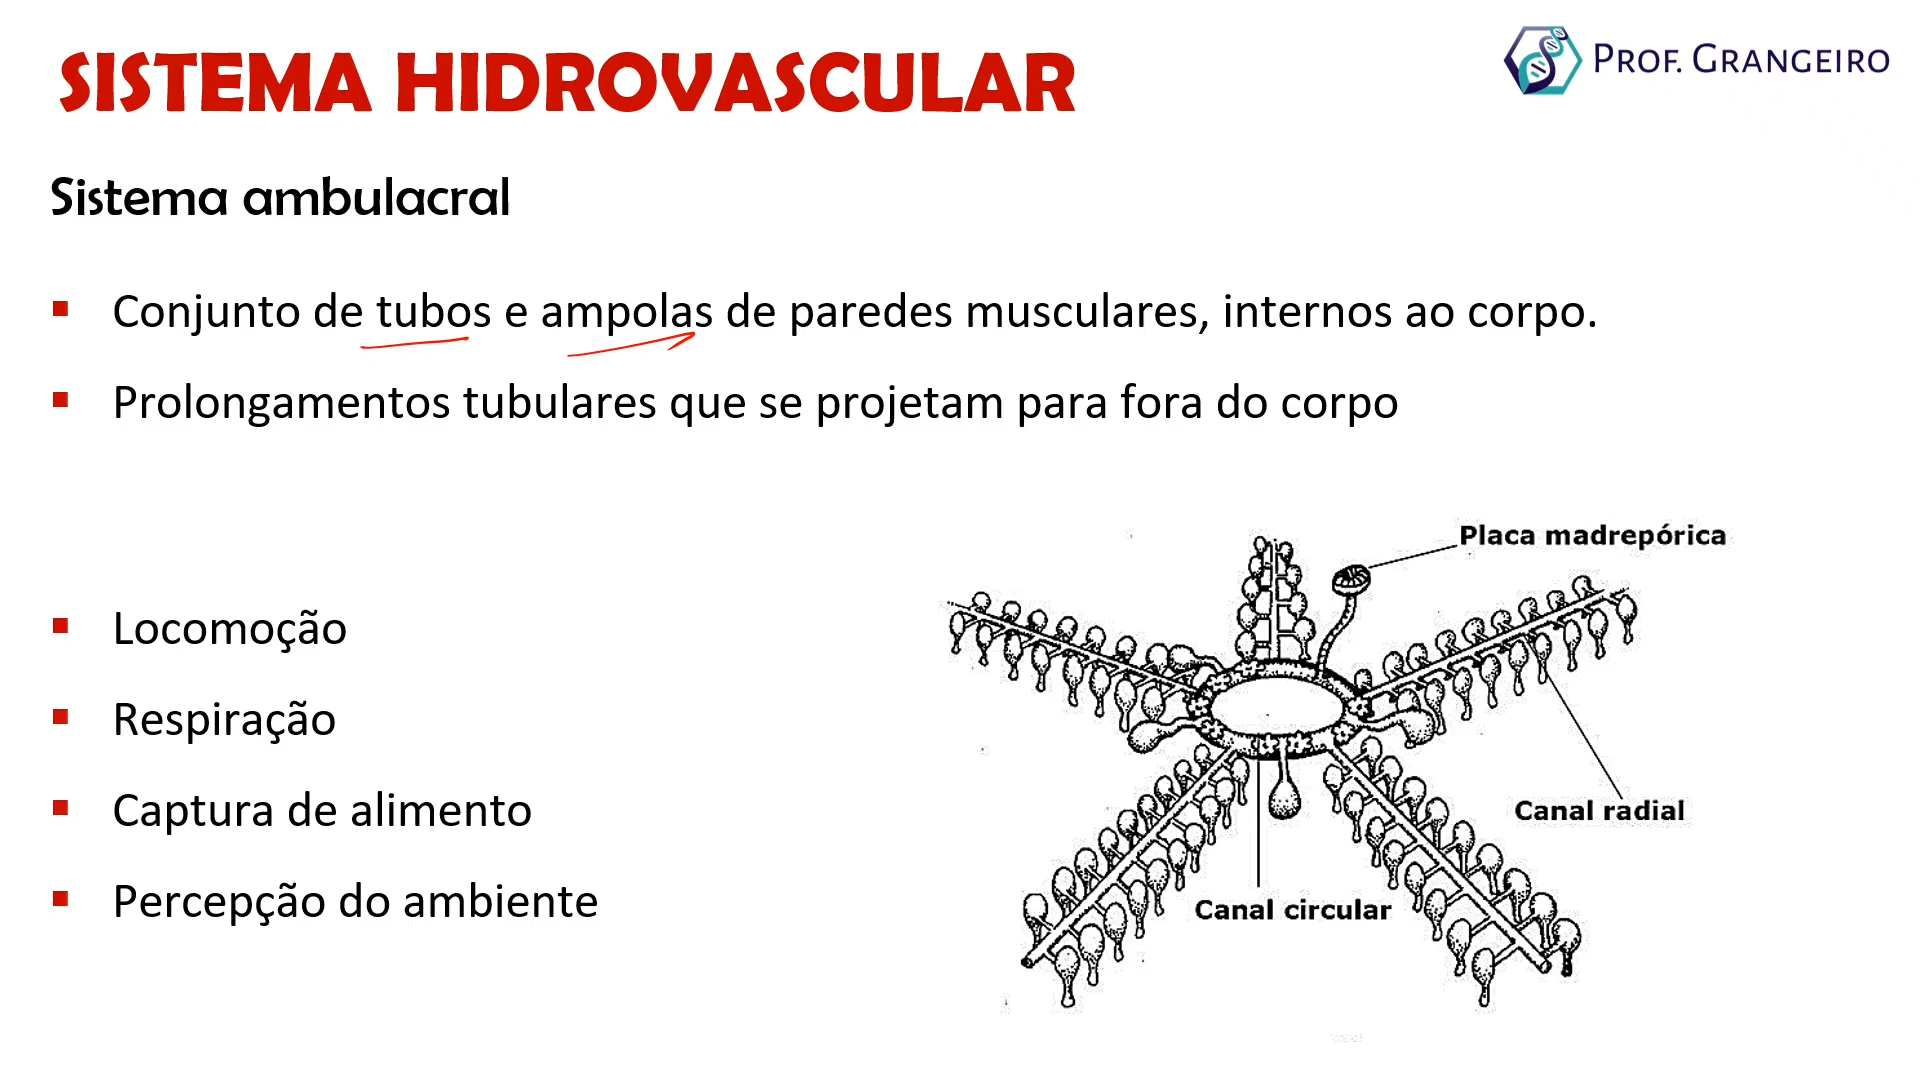 SISTEMA HIDROVASCULAR
PROF. GRANGEIRO
Sistema ambulacral
Conjunto de tubos e ampolas de paredes musculares, internos ao corpo.
Prolongamentos tubulares que se projetam para fora do corpo
Placa madrepórica
Locomoção
Respiração
Captura de alimento
Canal radial
Percepção do ambiente
Canal circular